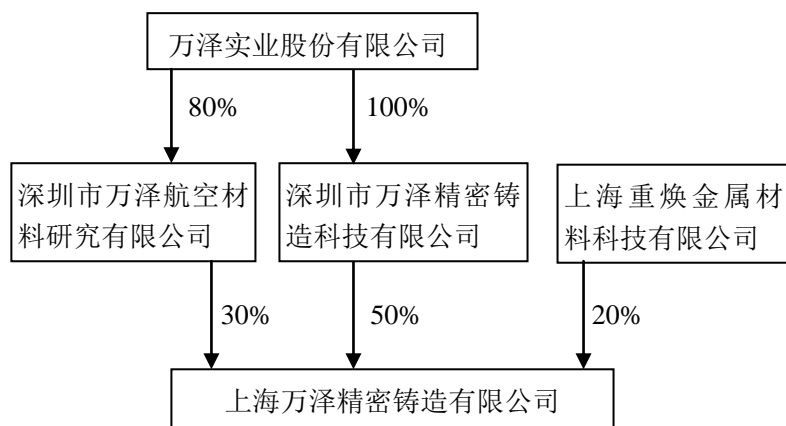 万泽实业股份有限公司
80%
100%
深圳市万泽航空材
料研究有限公司
深圳市万泽精密铸
造科技有限公司
上海重焕金属材
料科技有限公司
30%
50%
20%
上海万泽精密铸造有限公司